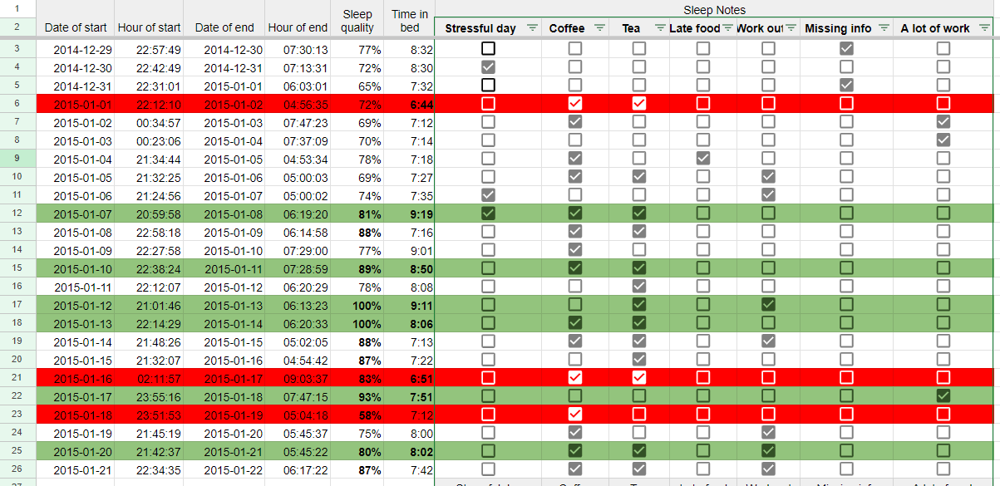 1 Sleep Notes
2 Date of start Hour of start Date of end Hour of end Sleep quality Time in bed Stressful day Coffee Tea Late food Work out Missing info A lot of work
3 2014-12-29 22:57:49 2014-12-30 07:30:13 77% 8:32
4 2014-12-30 22:42:49 2014-12-31 07:13:31 72% 8:30
5 2014-12-31 22:31:01 2015-01-01 06:03:01 65% 7:32
6 2015-01-01 22:12:10 2015-01-02 04:56:35 72% 6:44
7 2015-01-02 00:34:57 2015-01-03 07:47:23 69% 7:12
8 2015-01-03 00:23:06 2015-01-04 07:37:09 70% 7:14
9 2015-01-04 21:34:44 2015-01-05 04:53:34 78% 7:18
10 2015-01-05 21:32:25 2015-01-06 05:00:03 69% 7:27
11 2015-01-06 21:24:56 2015-01-07 05:00:02 74% 7:35
12 2015-01-07 20:59:58 2015-01-08 06:19:20 81% 9:19
13 2015-01-08 22:58:18 2015-01-09 06:14:58 88% 7:16
14 2015-01-09 22:27:58 2015-01-10 07:29:00 77% 9:01
15 2015-01-10 22:38:24 2015-01-11 07:28:59 89% 8:50
16 2015-01-11 22:12:07 2015-01-12 06:20:29 78% 8:08
17 2015-01-12 21:01:46 2015-01-13 06:13:23 100% 9:11
18 2015-01-13 22:14:29 2015-01-14 06:20:33 100% 8:06
19 2015-01-14 21:48:26 2015-01-15 05:02:05 88% 7:13
20 2015-01-15 21:32:07 2015-01-16 04:54:42 87% 7:22
21 2015-01-16 02:11:57 2015-01-17 09:03:37 83% 6:51
22 2015-01-17 23:55:16 2015-01-18 07:47:15 93% 7:51
23 2015-01-18 23:51:53 2015-01-19 05:04:18 58% 7:12
24 2015-01-19 21:45:19 2015-01-20 05:45:37 75% 8:00
25 2015-01-20 21:42:37 2015-01-21 05:45:22 80% 8:02
26 2015-01-21 22:34:35 2015-01-22 06:17:22 87% 7:42